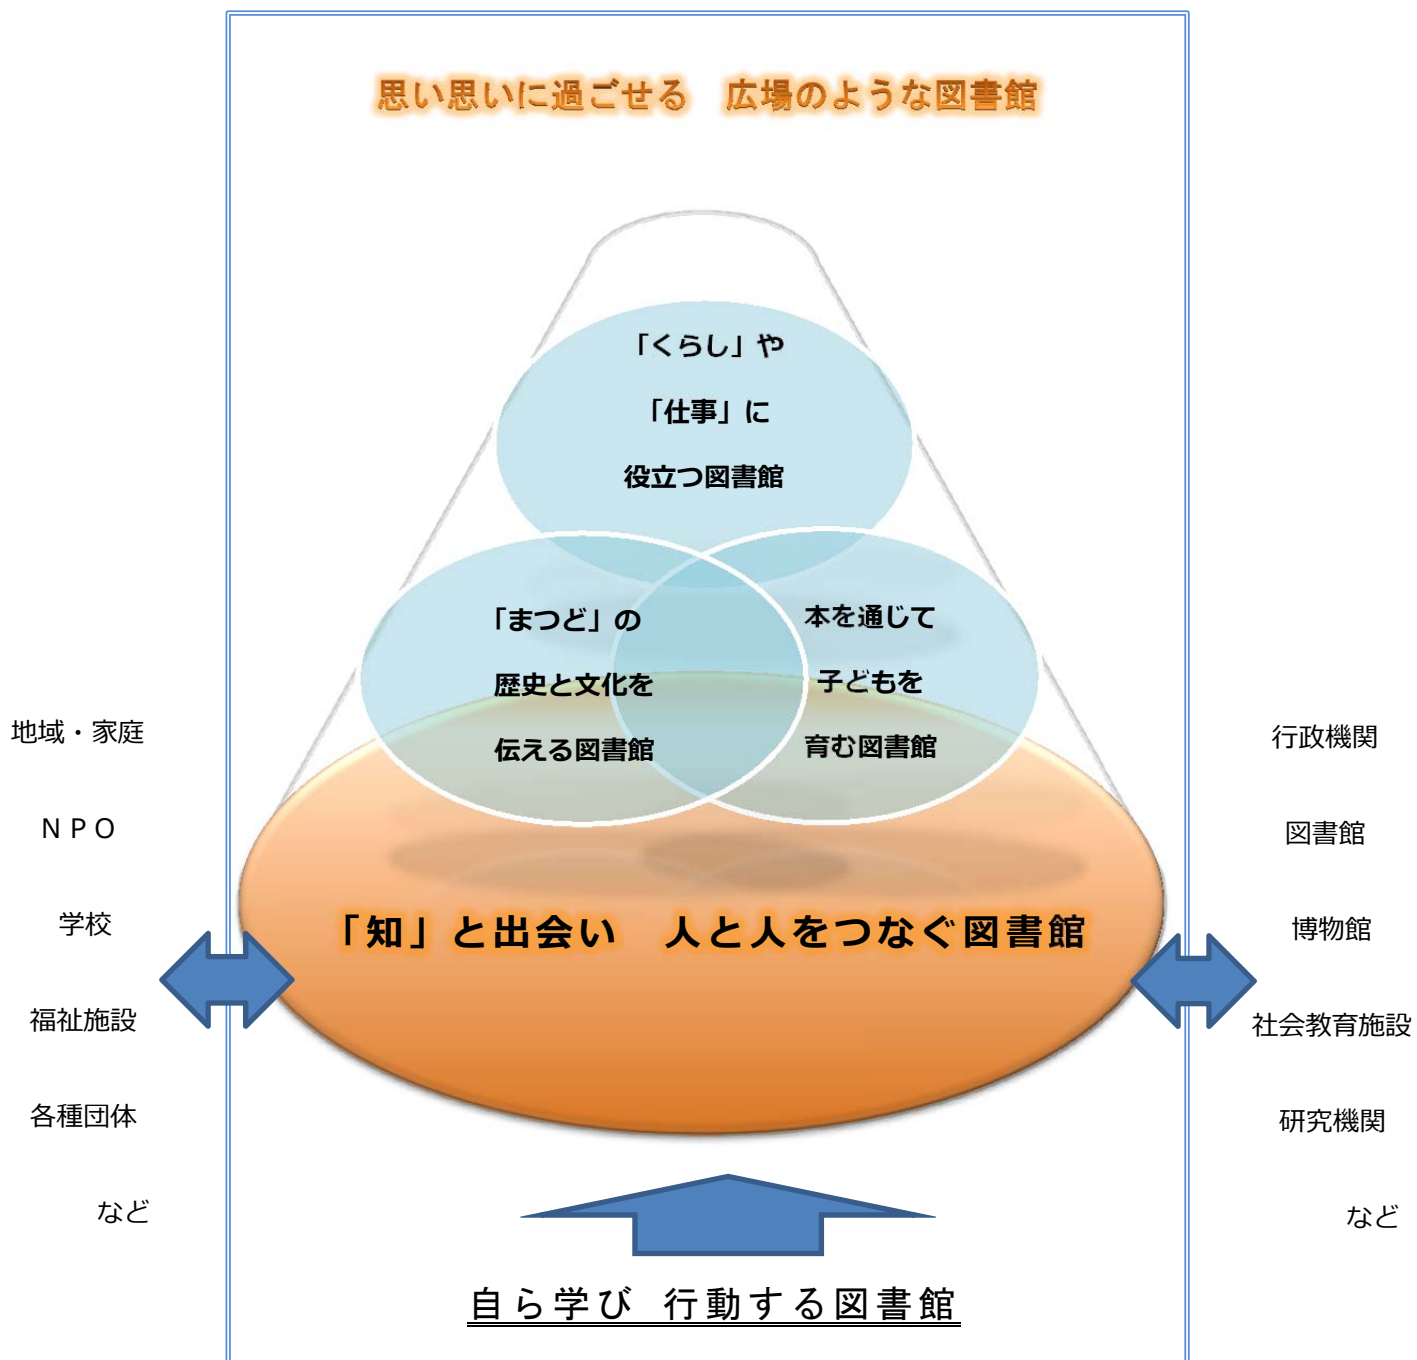 思い思いに過ごせる　広場のような図書館
「くらし」や
「仕事」に
役立つ図書館
「まつど」の
歴史と文化を
伝える図書館
本を通じて
子どもを
育む図書館
「知」と出会い　人と人をつなぐ図書館
地域・家庭
ＮＰＯ
学校
福祉施設
各種団体
など
行政機関
図書館
博物館
社会教育施設
研究機関
など
自ら学び 行動する図書館